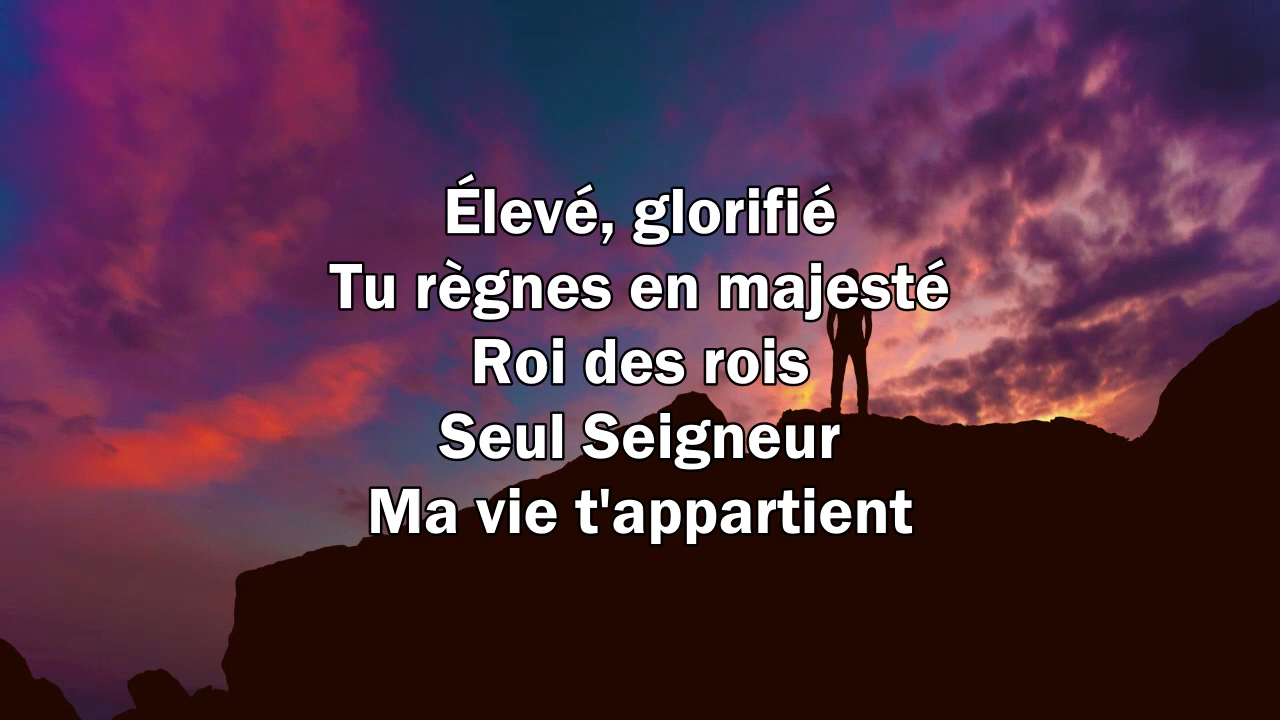 Élevé, glorifié
Tu règnes en majesté
Roi des rois
Seul Seigneur
Ma vie t'appartient